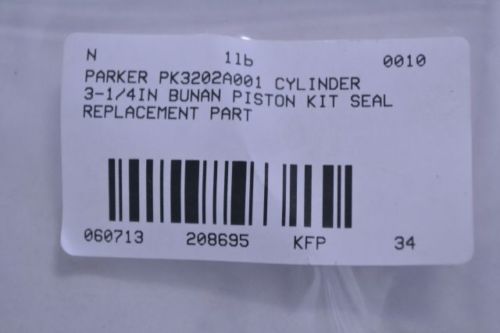 N 1lb 0010
PARKER PK3202A001 CYLINDER
3-1/4IN BUNAN PISTON KIT SEAL
REPLACEMENT PART
060713 208695 KFP 34